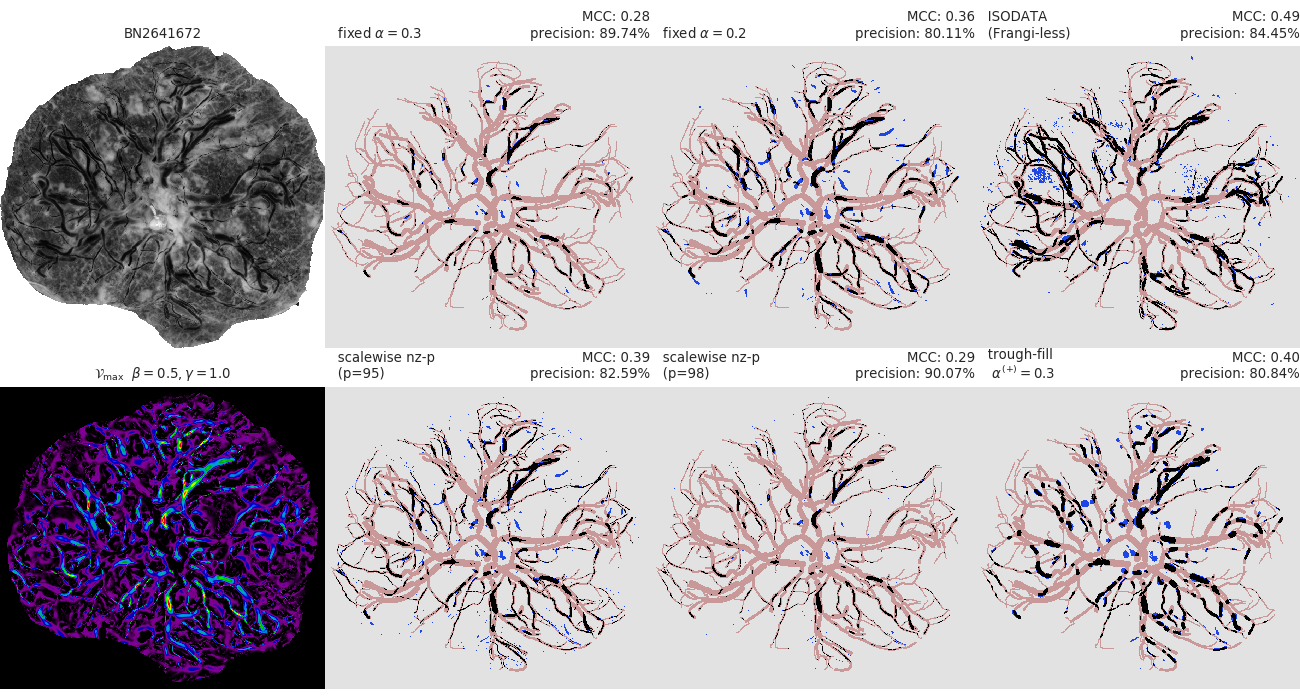 BN2641672
fixed α = 0.3
MCC: 0.28
precision: 89.74%
fixed α = 0.2
MCC: 0.36
precision: 80.11%
ISODATA
(Frangi-less)
MCC: 0.49
precision: 84.45%
𝒱max β = 0.5, γ = 1.0
scalewise nz-p
(p=95)
MCC: 0.39
precision: 82.59%
scalewise nz-p
(p=98)
MCC: 0.29
precision: 90.07%
trough-fill
α(+) = 0.3
MCC: 0.40
precision: 80.84%